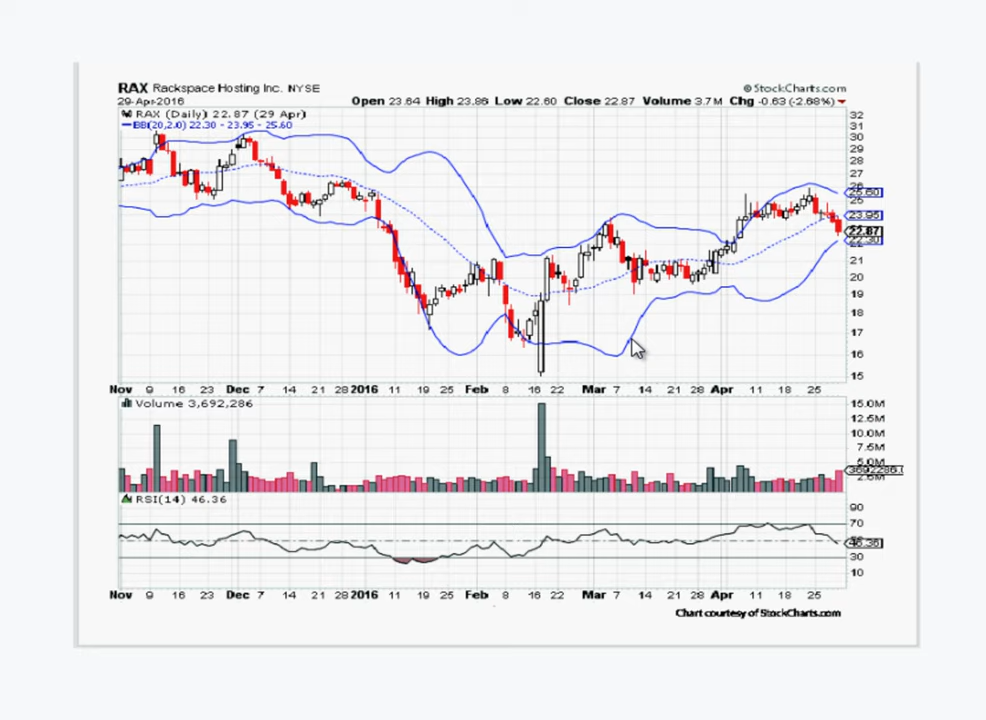 RAX Rackspace Hosting Inc. NYSE © StockCharts.com
29-Apr-2016 Open 23.64 High 23.86 Low 22.60 Close 22.87 Volume 3.7M Chg -0.63 (-2.68%)
RAX (Daily) 22.87 (29 Apr)
BB(20,2.0) 22.30 - 23.95 - 25.60
32
31
30
29
28
27
26
25.60
25
23.95
22.87
22.30
21
20
19
18
17
16
15
Nov 9 16 23 Dec 7 14 21 28 2016 11 19 25 Feb 8 16 22 Mar 7 14 21 28 Apr 11 18 25
Volume 3,692,286
15.0M
12.5M
10.0M
7.5M
5.0M
3692286.0
2.5M
RSI(14) 46.36
90
70
46.36
30
10
Nov 9 16 23 Dec 7 14 21 28 2016 11 19 25 Feb 8 16 22 Mar 7 14 21 28 Apr 11 18 25
Chart courtesy of StockCharts.com